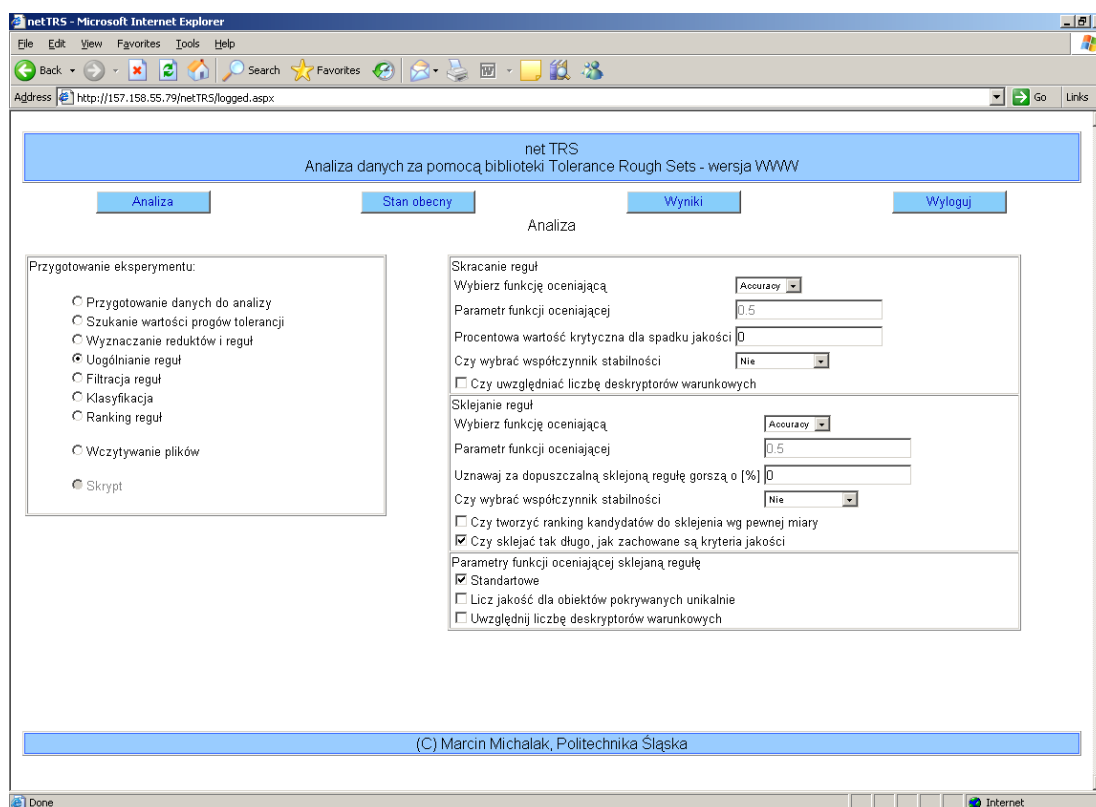 netTRS - Microsoft Internet Explorer
File Edit View Favorites Tools Help
Back Search Favorites
Address http://157.158.55.79/netTRS/logged.aspx Go Links
net TRS
Analiza danych za pomocą biblioteki Tolerance Rough Sets - wersja WWW
Analiza Stan obecny Wyniki Wyloguj
Analiza
Przygotowanie eksperymentu:
Przygotowanie danych do analizy
Szukanie wartości progów tolerancji
Wyznaczanie reduktów i reguł
Uogólnianie reguł
Filtracja reguł
Klasyfikacja
Ranking reguł
Wczytywanie plików
Skrypt
Skracanie reguł
Wybierz funkcję oceniającą Accuracy
Parametr funkcji oceniającej 0.5
Procentowa wartość krytyczna dla spadku jakości 0
Czy wybrać współczynnik stabilności Nie
Czy uwzględniać liczbę deskryptorów warunkowych
Sklejanie reguł
Wybierz funkcję oceniającą Accuracy
Parametr funkcji oceniającej 0.5
Uznawaj za dopuszczalną sklejoną regułę gorszą o [%] 0
Czy wybrać współczynnik stabilności Nie
Czy tworzyć ranking kandydatów do sklejenia wg pewnej miary
Czy sklejać tak długo, jak zachowane są kryteria jakości
Parametry funkcji oceniającej sklejaną regułę
Standartowe
Licz jakość dla obiektów pokrywanych unikalnie
Uwzględnij liczbę deskryptorów warunkowych
(C) Marcin Michalak, Politechnika Śląska
Done Internet